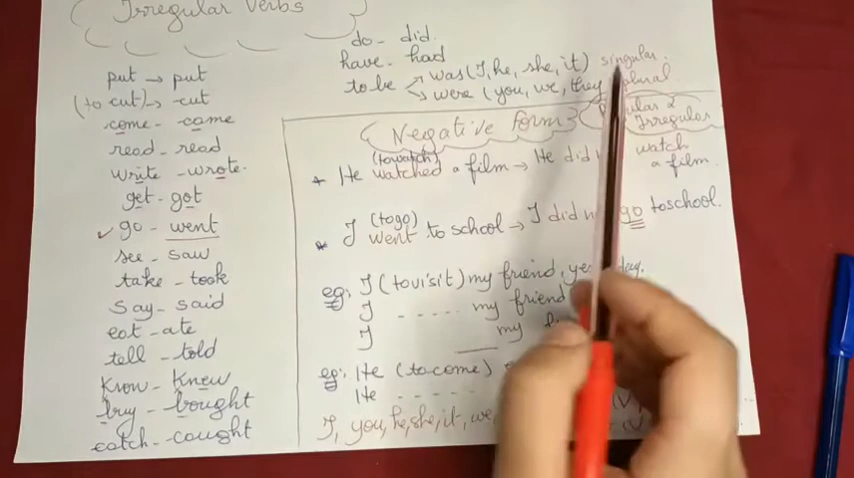 Irregular Verbs
put → put
(to cut) → cut
come - came
read - read
write - wrote.
get - got
go - went
see - saw
take - took
say - said
eat - ate
tell - told
Know - Knew
buy - bought
catch - caught
do - did.
have - had
to be was (I, he, she, it) singular.
were (you, we, they plural
Negative form
Irregular
(to watch)
* He watched a film → He did watch a film.
(to go)
* I went to school → I did go to school.
eg: I (to visit) my friend,
I - - - - - my friend
I my
eg: He (to come)
He - - - - -
I, you, he, she, it, we,